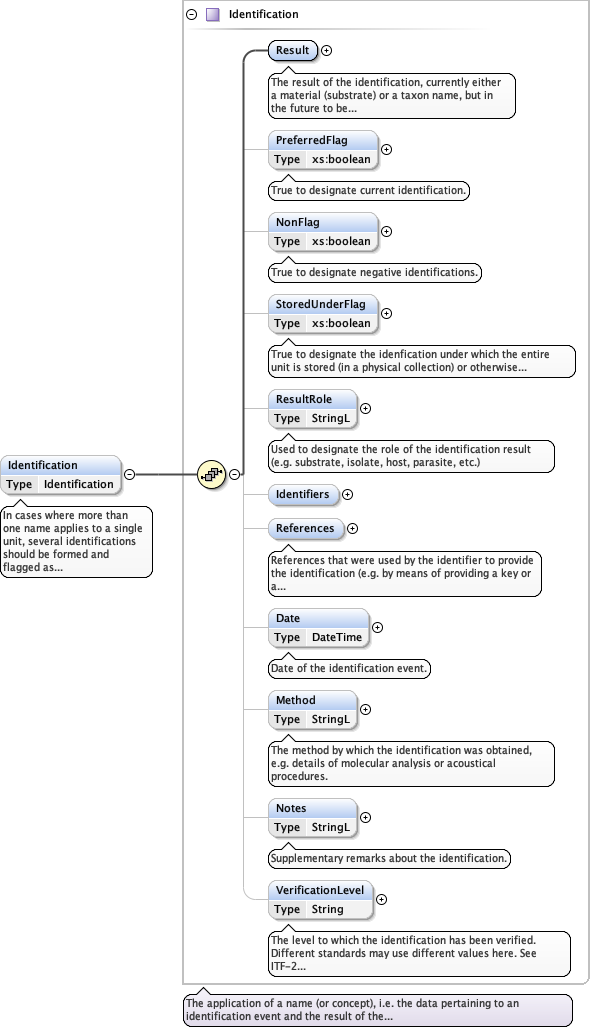 Identification
Result
The result of the identification, currently either
a material (substrate) or a taxon name, but in
the future to be...
PreferredFlag
Type xs:boolean
True to designate current identification.
NonFlag
Type xs:boolean
True to designate negative identifications.
StoredUnderFlag
Type xs:boolean
True to designate the idenfication under which the entire
unit is stored (in a physical collection) or otherwise...
ResultRole
Type StringL
Used to designate the role of the identification result
(e.g. substrate, isolate, host, parasite, etc.)
Identification
Type Identification
In cases where more than
one name applies to a single
unit, several identifications
should be formed and
flagged as...
Identifiers
References
References that were used by the identifier to provide
the identification (e.g. by means of providing a key or
a...
Date
Type DateTime
Date of the identification event.
Method
Type StringL
The method by which the identification was obtained,
e.g. details of molecular analysis or acoustical
procedures.
Notes
Type StringL
Supplementary remarks about the identification.
VerificationLevel
Type String
The level to which the identification has been verified.
Different standards may use different values here. See
ITF-2...
The application of a name (or concept), i.e. the data pertaining to an
identification event and the result of the...